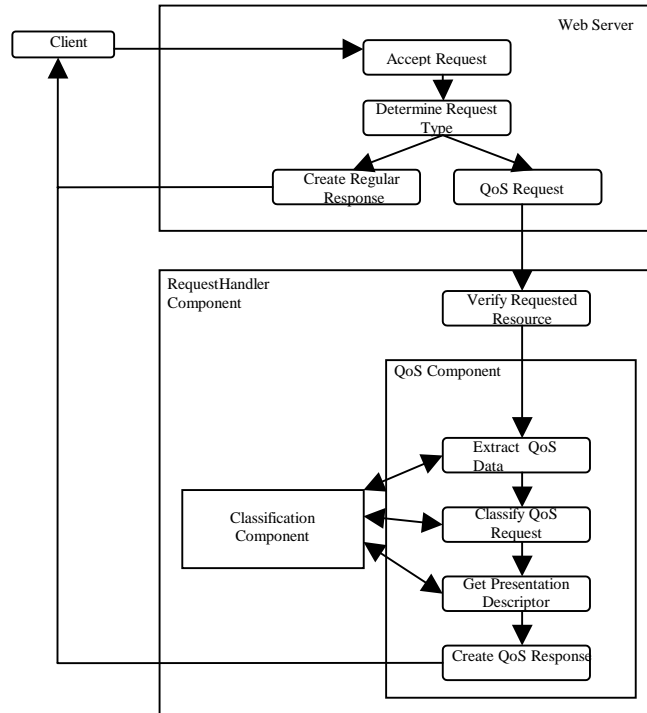 Web Server
Client
Accept Request
Determine Request
Type
Create Regular
Response
QoS Request
RequestHandler
Component
Verify Requested
Resource
QoS Component
Extract QoS
Data
Classification
Component
Classify QoS
Request
Get Presentation
Descriptor
Create QoS Response